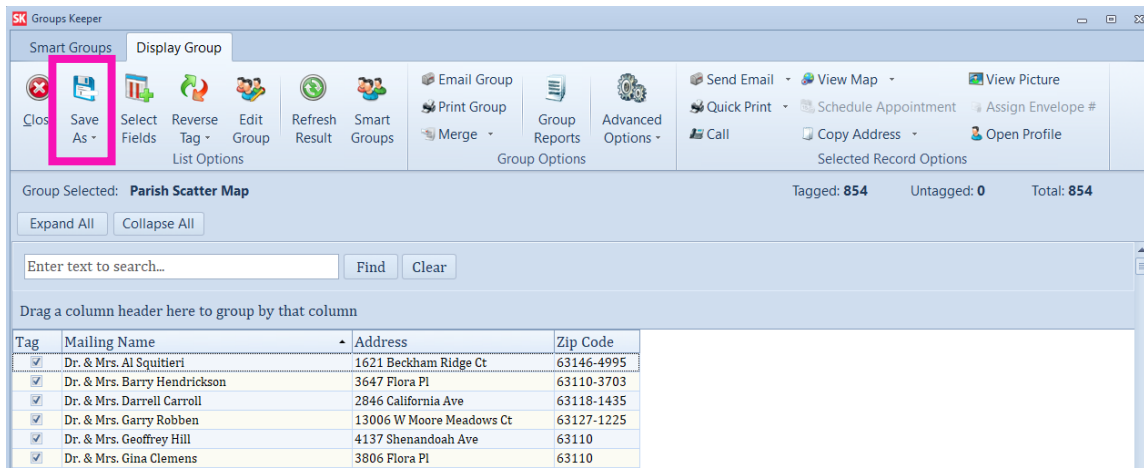 SK Groups Keeper
Smart Groups Display Group
Close
Save As
Select Fields
Reverse Tag
Edit Group
Refresh Result
Smart Groups
List Options
Email Group
Print Group
Merge
Group Reports
Advanced Options
Group Options
Send Email
Quick Print
Call
View Map
Schedule Appointment
Copy Address
View Picture
Assign Envelope #
Open Profile
Selected Record Options
Group Selected: Parish Scatter Map Tagged: 854 Untagged: 0 Total: 854
Expand All Collapse All
Enter text to search... Find Clear
Drag a column header here to group by that column
Tag Mailing Name Address Zip Code
Dr. & Mrs. Al Squitieri 1621 Beckham Ridge Ct 63146-4995
Dr. & Mrs. Barry Hendrickson 3647 Flora Pl 63110-3703
Dr. & Mrs. Darrell Carroll 2846 California Ave 63118-1435
Dr. & Mrs. Garry Robben 13006 W Moore Meadows Ct 63127-1225
Dr. & Mrs. Geoffrey Hill 4137 Shenandoah Ave 63110
Dr. & Mrs. Gina Clemens 3806 Flora Pl 63110